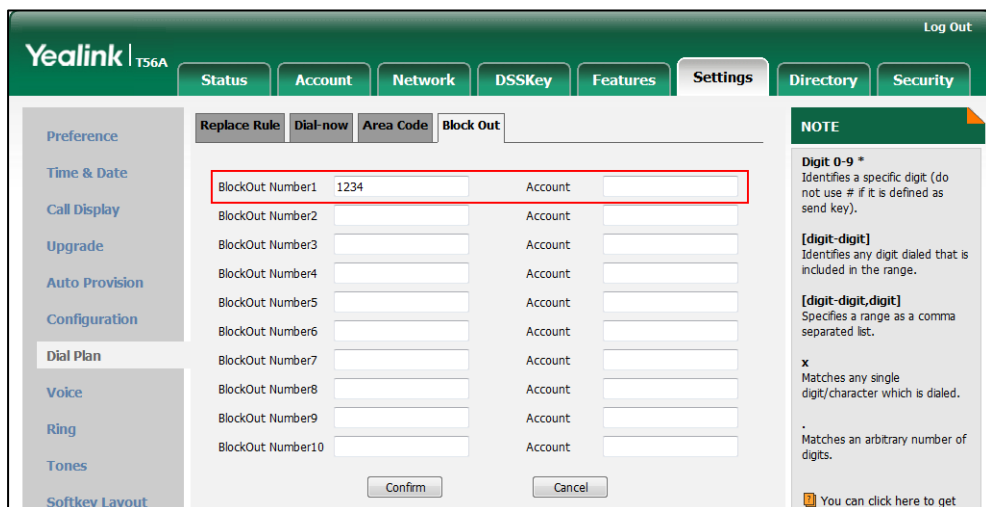 Log Out
Yealink T56A
Status Account Network DSSKey Features Settings Directory Security
Preference
Time & Date
Call Display
Upgrade
Auto Provision
Configuration
Dial Plan
Voice
Ring
Tones
Softkey Layout
Replace Rule Dial-now Area Code Block Out
BlockOut Number1 1234 Account
BlockOut Number2 Account
BlockOut Number3 Account
BlockOut Number4 Account
BlockOut Number5 Account
BlockOut Number6 Account
BlockOut Number7 Account
BlockOut Number8 Account
BlockOut Number9 Account
BlockOut Number10 Account
Confirm Cancel
NOTE
Digit 0-9 *
Identifies a specific digit (do
not use # if it is defined as
send key).
[digit-digit]
Identifies any digit dialed that is
included in the range.
[digit-digit,digit]
Specifies a range as a comma
separated list.
x
Matches any single
digit/character which is dialed.
.
Matches an arbitrary number of
digits.
? You can click here to get